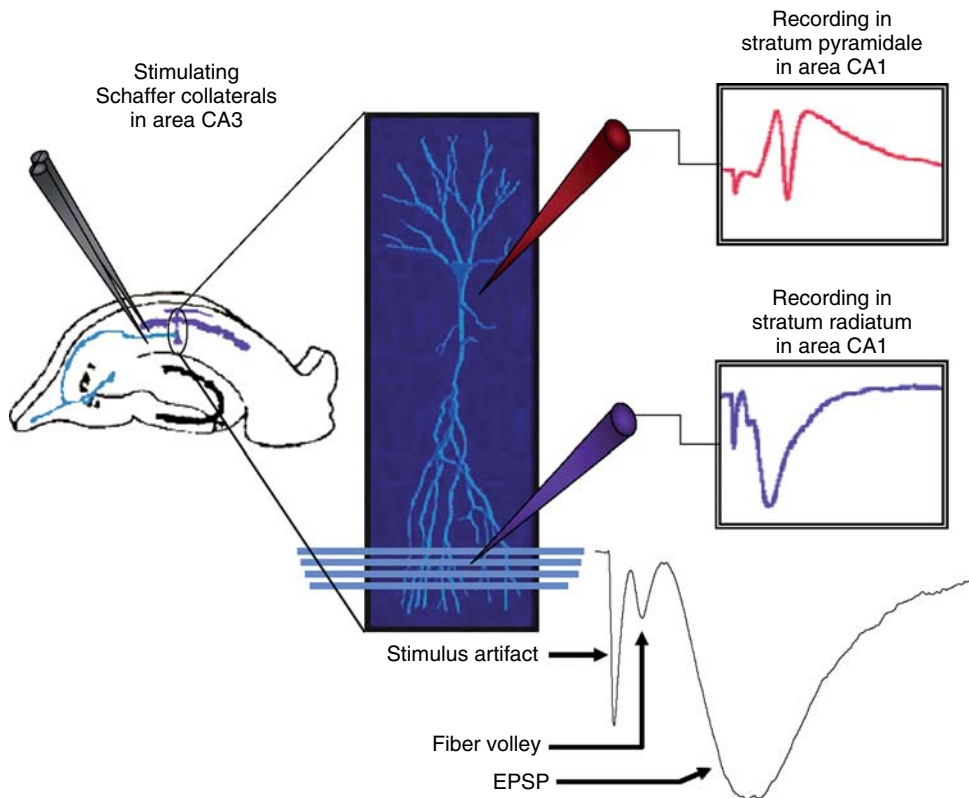 Stimulating
Schaffer collaterals
in area CA3
Recording in
stratum pyramidale
in area CA1
Recording in
stratum radiatum
in area CA1
Stimulus artifact
Fiber volley
EPSP